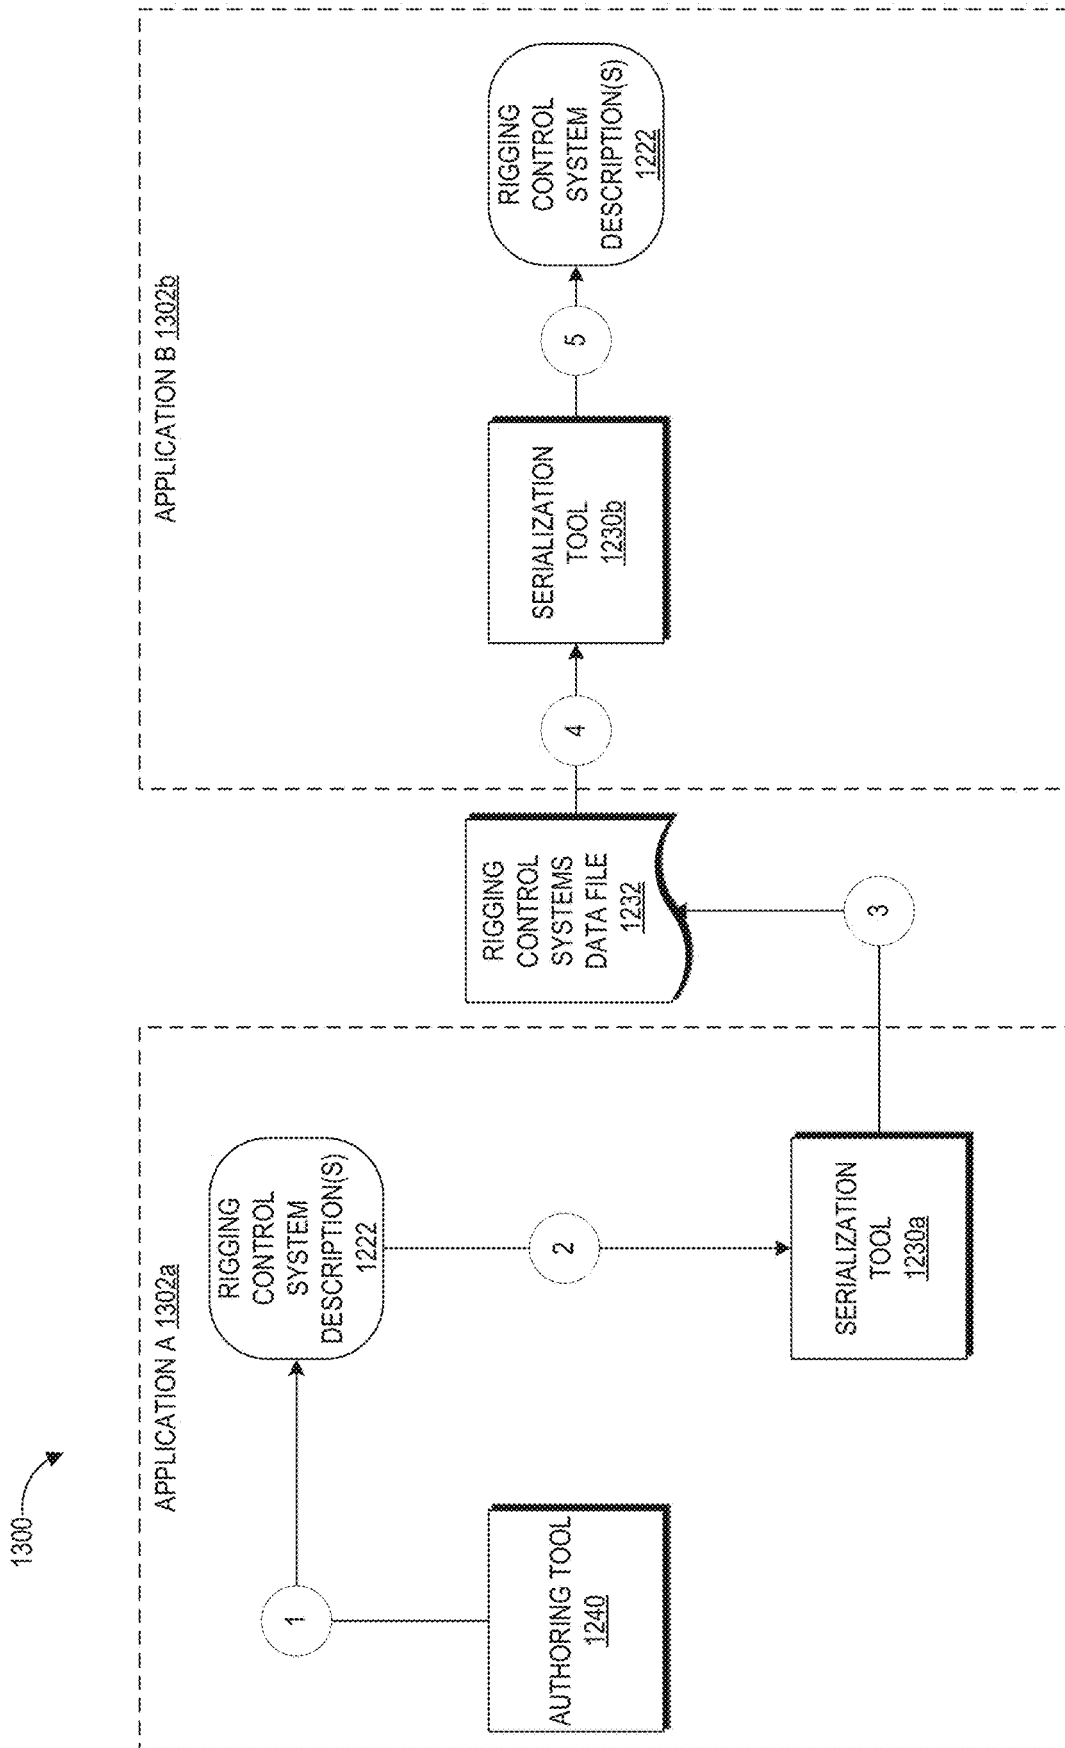 1300
APPLICATION A 1302a
1
AUTHORING TOOL
1240
RIGGING
CONTROL
SYSTEM
DESCRIPTION(S)
1222
2
SERIALIZATION
TOOL
1230a
3
RIGGING
CONTROL
SYSTEMS
DATA FILE
1232
APPLICATION B 1302b
4
SERIALIZATION
TOOL
1230b
5
RIGGING
CONTROL
SYSTEM
DESCRIPTION(S)
1222